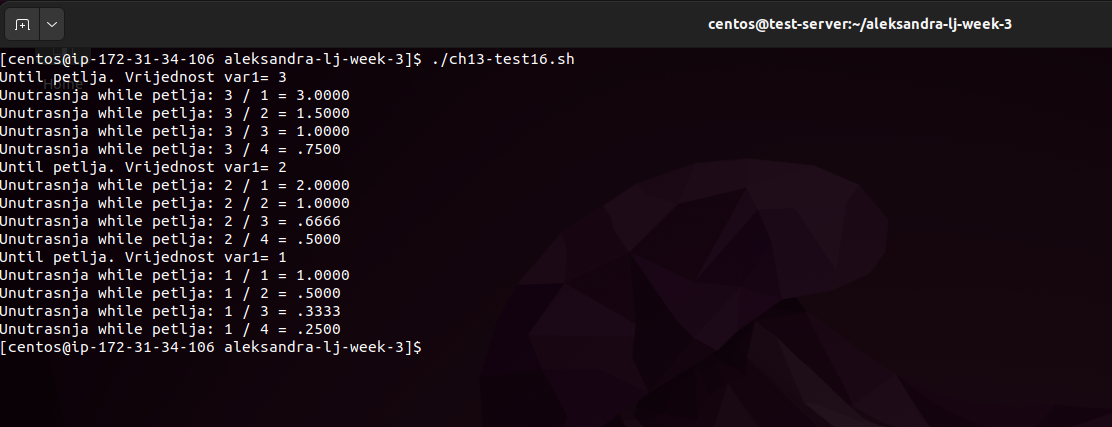 centos@test-server:~/aleksandra-lj-week-3
[centos@ip-172-31-34-106 aleksandra-lj-week-3]$ ./ch13-test16.sh
Until petlja. Vrijednost var1= 3
Home
Unutrasnja while petlja: 3 / 1 = 3.0000
Unutrasnja while petlja: 3 / 2 = 1.5000
Unutrasnja while petlja: 3 / 3 = 1.0000
Unutrasnja while petlja: 3 / 4 = .7500
Until petlja. Vrijednost var1= 2
Unutrasnja while petlja: 2 / 1 = 2.0000
Unutrasnja while petlja: 2 / 2 = 1.0000
Unutrasnja while petlja: 2 / 3 = .6666
Unutrasnja while petlja: 2 / 4 = .5000
Until petlja. Vrijednost var1= 1
Unutrasnja while petlja: 1 / 1 = 1.0000
Unutrasnja while petlja: 1 / 2 = .5000
Unutrasnja while petlja: 1 / 3 = .3333
Unutrasnja while petlja: 1 / 4 = .2500
[centos@ip-172-31-34-106 aleksandra-lj-week-3]$